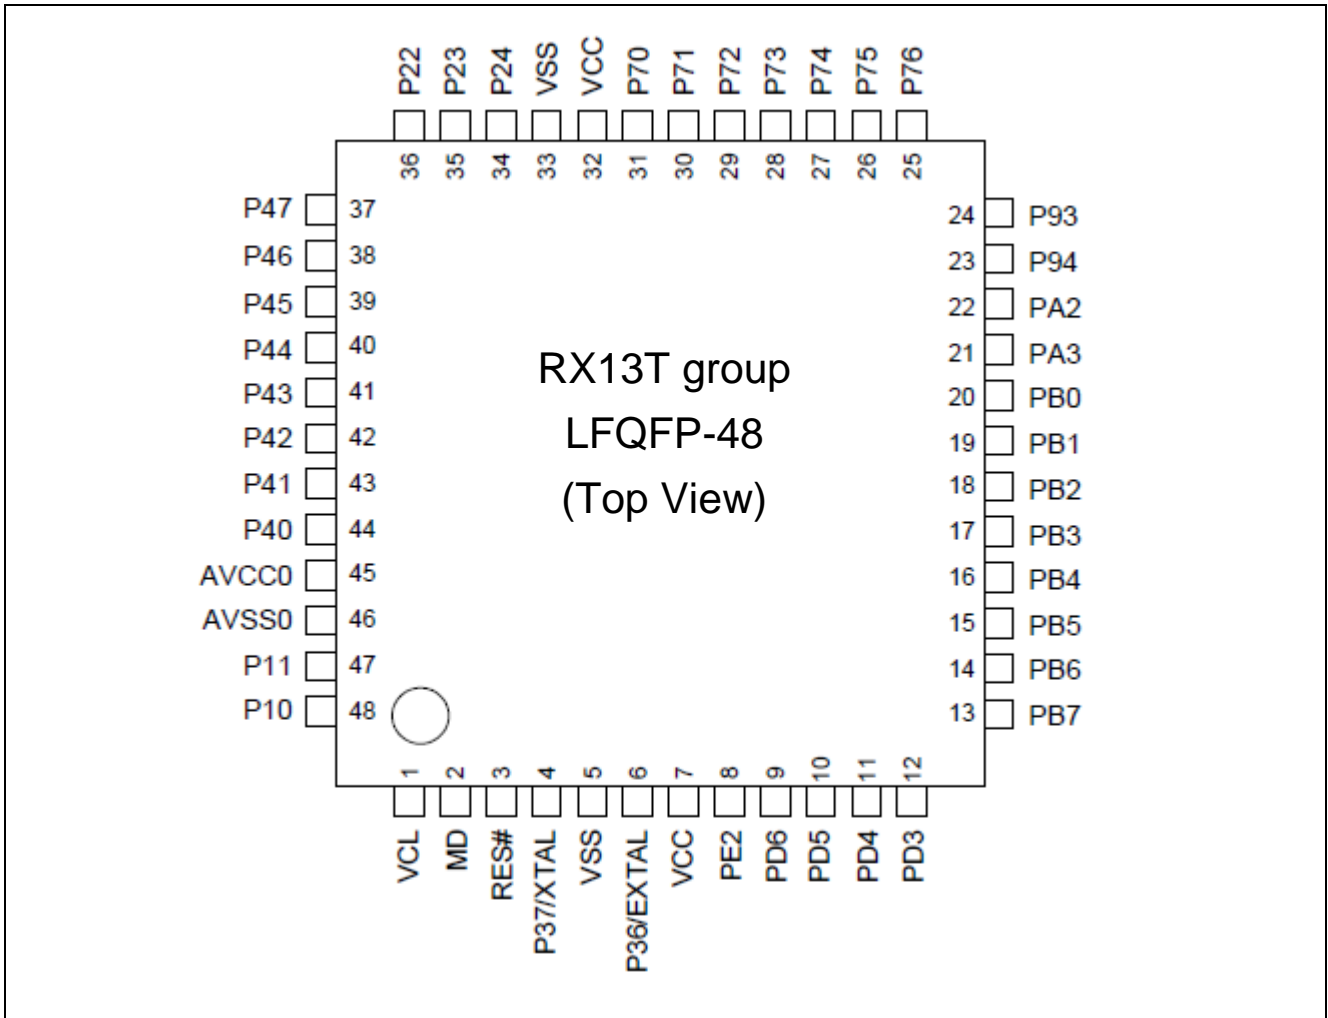 P22 P23 P24 VSS VCC P70 P71 P72 P73 P74 P75 P76
36 35 34 33 32 31 30 29 28 27 26 25
P47 37
P46 38
P45 39
P44 40
P43 41
P42 42
P41 43
P40 44
AVCC0 45
AVSS0 46
P11 47
P10 48
RX13T group
LFQFP-48
(Top View)
24 P93
23 P94
22 PA2
21 PA3
20 PB0
19 PB1
18 PB2
17 PB3
16 PB4
15 PB5
14 PB6
13 PB7
1 2 3 4 5 6 7 8 9 10 11 12
VCL MD RES# P37/XTAL VSS P36/EXTAL VCC PE2 PD6 PD5 PD4 PD3